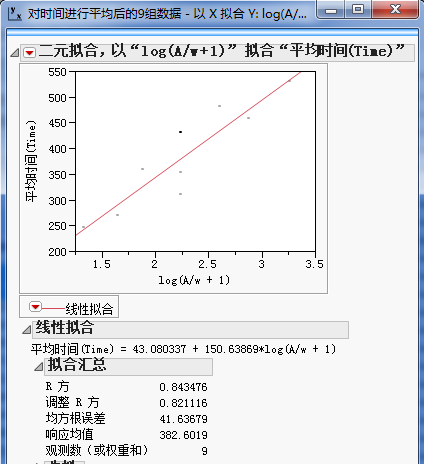 对时间进行平均后的9组数据 - 以 X 拟合 Y: log(A/...
二元拟合，以“log(A/w+1)” 拟合“平均时间(Time)”
平均时间(Time)
550
500
450
400
350
300
250
200
1.5
2
2.5
3
3.5
log(A/w + 1)
线性拟合
线性拟合
平均时间(Time) = 43.080337 + 150.63869*log(A/w + 1)
拟合汇总
R 方 0.843476
调整 R 方 0.821116
均方根误差 41.63679
响应均值 382.6019
观测数（或权重和） 9